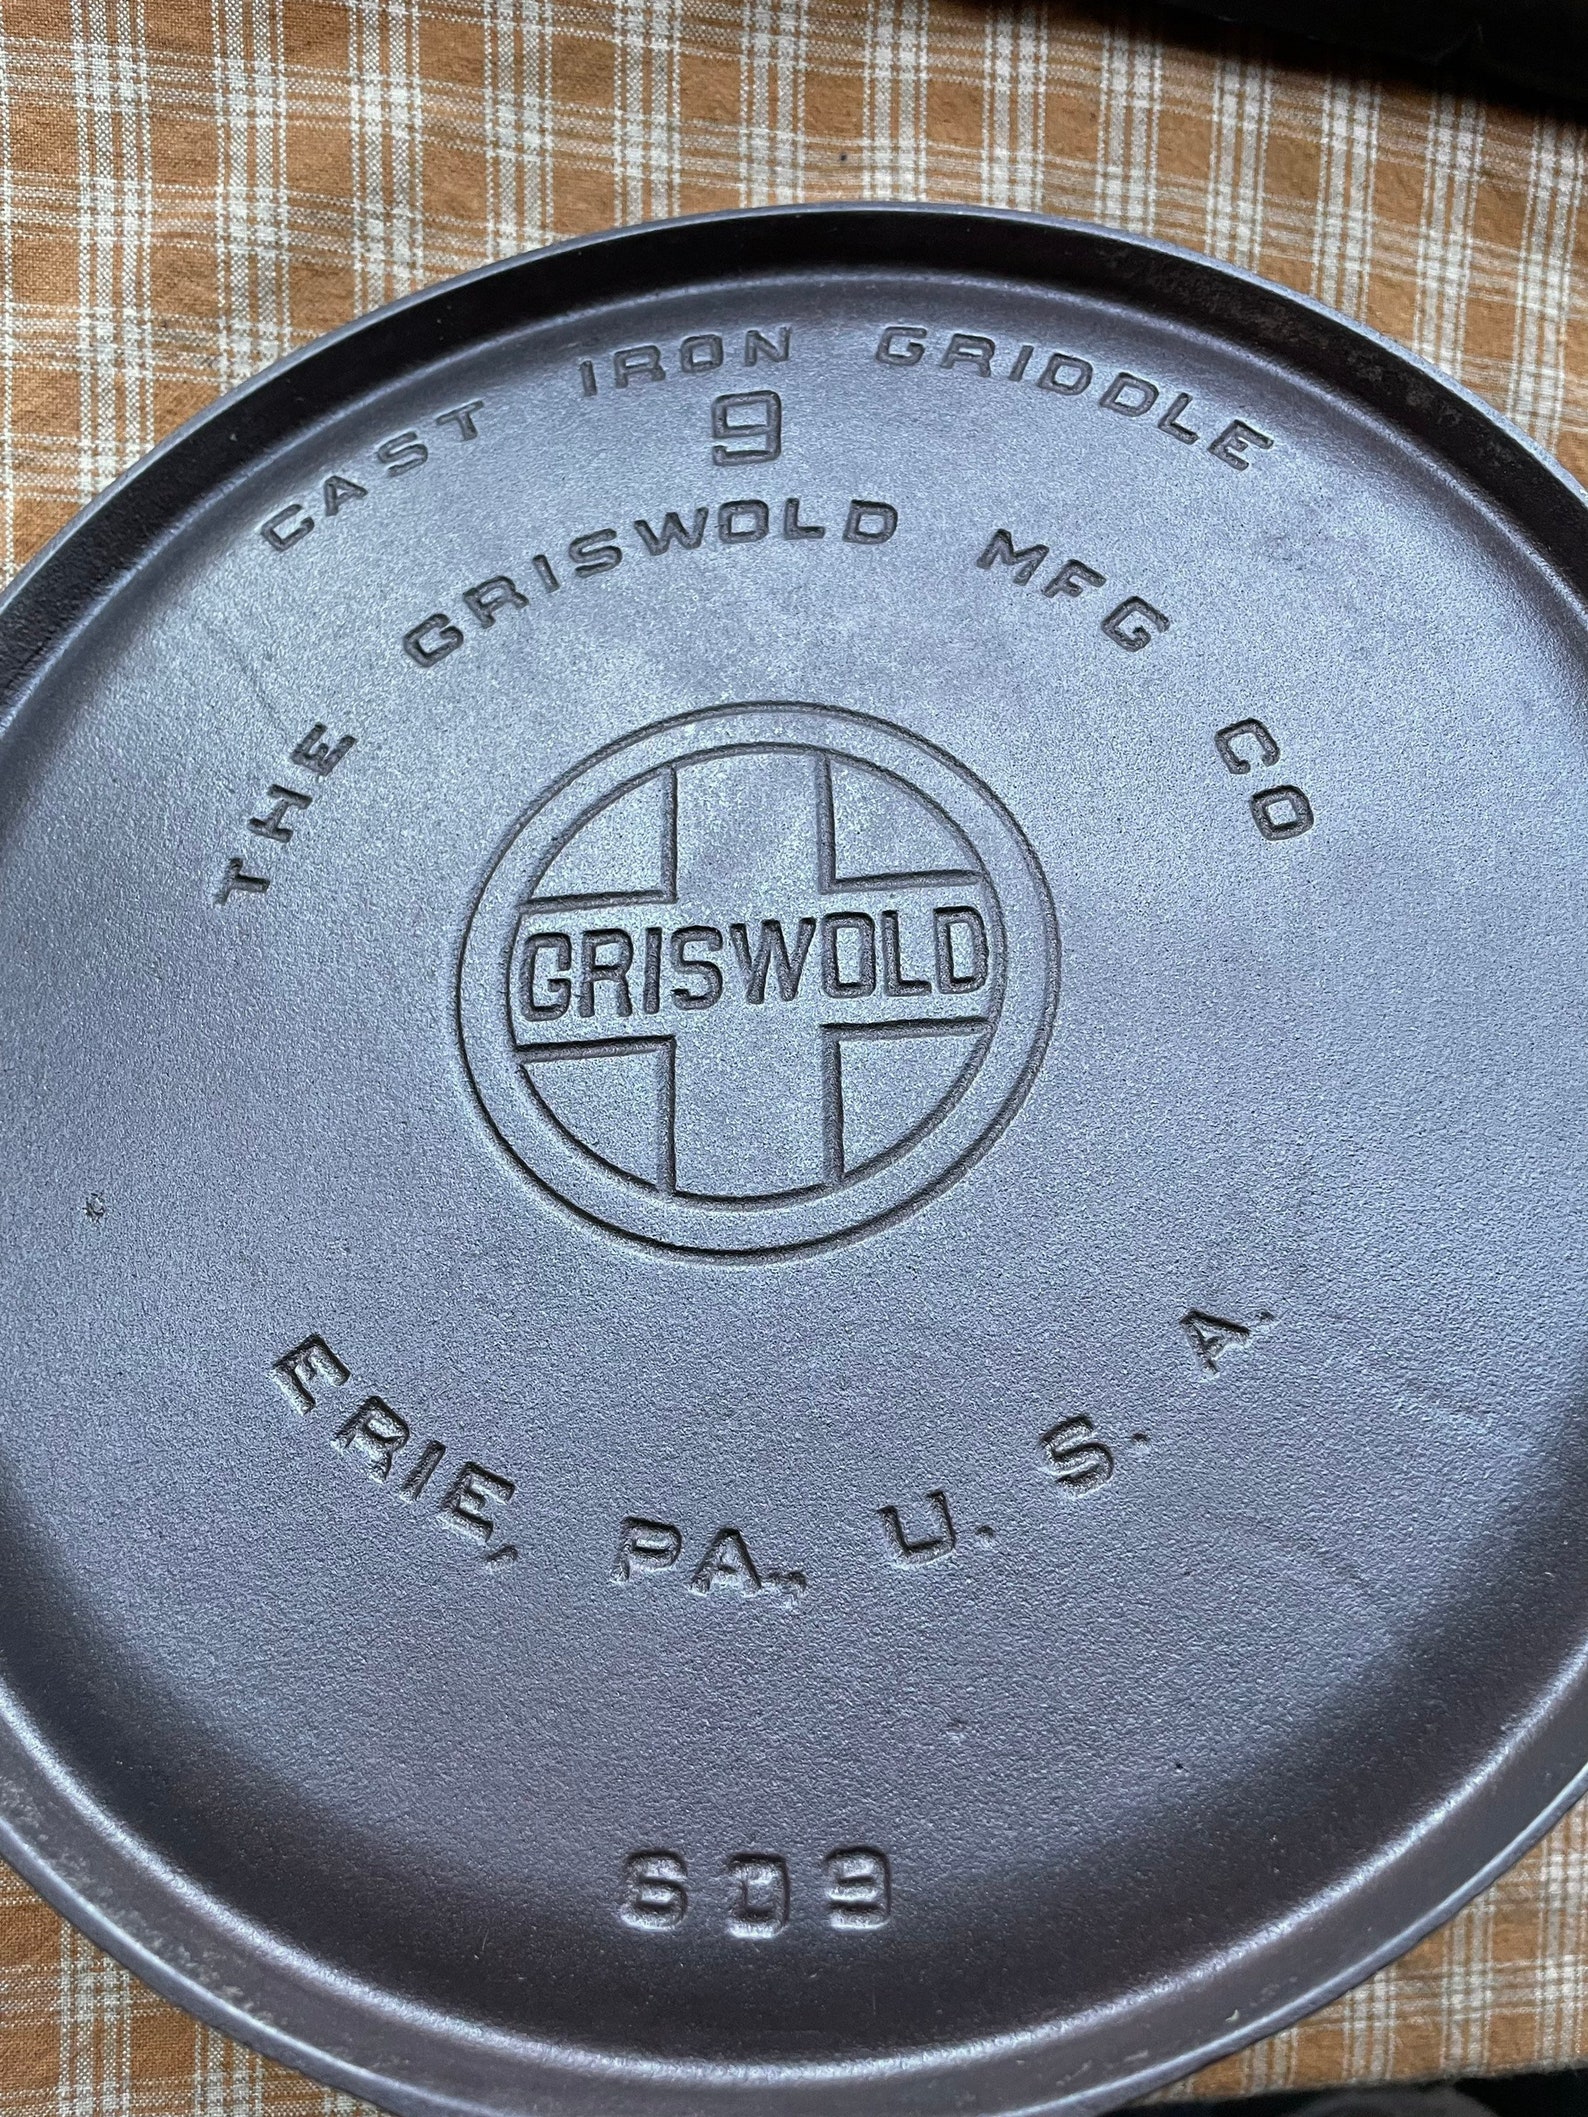 CAST IRON GRIDDLE
9
THE GRISWOLD MFG CO
GRISWOLD
ERIE, PA., U. S. A.
609